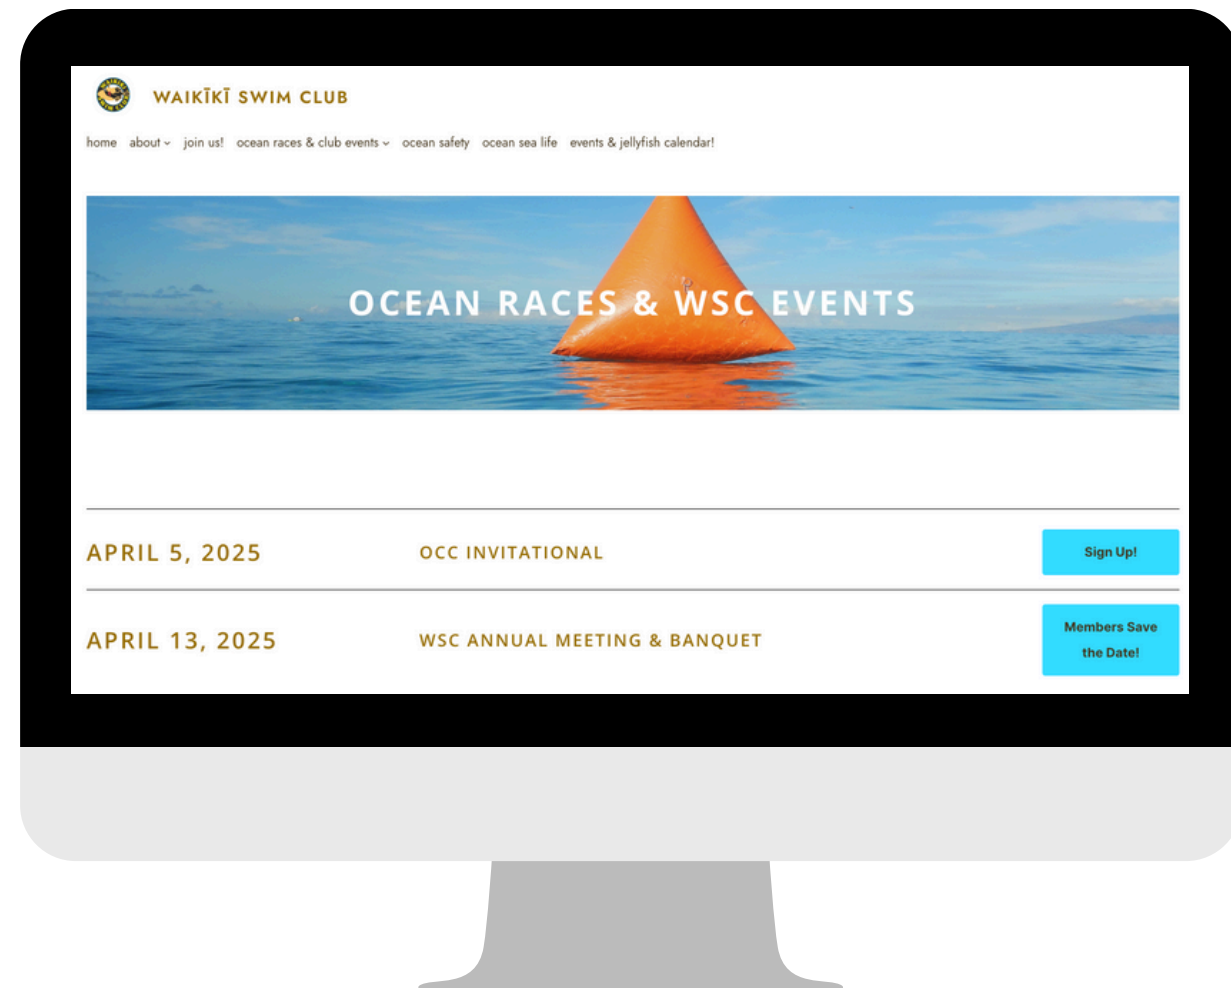 WAIKĪKĪ SWIM CLUB
home about join us! ocean races & club events ocean safety ocean sea life events & jellyfish calendar!
OCEAN RACES & WSC EVENTS
APRIL 5, 2025 OCC INVITATIONAL Sign Up!
APRIL 13, 2025 WSC ANNUAL MEETING & BANQUET Members Save
the Date!